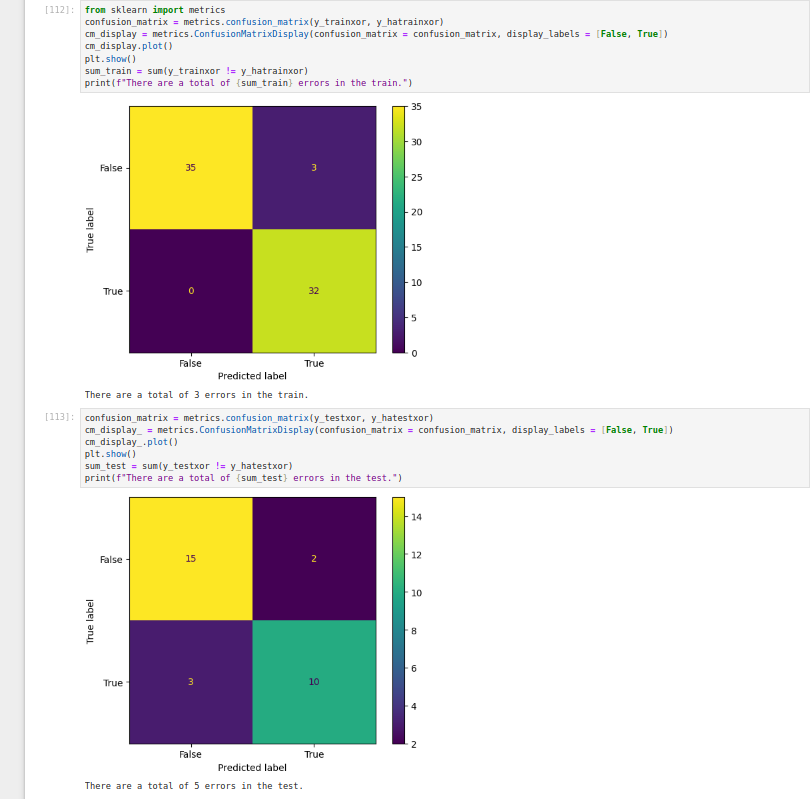 [112]: from sklearn import metrics
confusion_matrix = metrics.confusion_matrix(y_trainxor, y_hatrainxor)
cm_display = metrics.ConfusionMatrixDisplay(confusion_matrix = confusion_matrix, display_labels = [False, True])
cm_display.plot()
plt.show()
sum_train = sum(y_trainxor != y_hatrainxor)
print(f"There are a total of {sum_train} errors in the train.")
35
30
25
20
15
10
5
0
True label
False
35
3
True
0
32
False
True
Predicted label
There are a total of 3 errors in the train.
[113]: confusion_matrix = metrics.confusion_matrix(y_testxor, y_hatestxor)
cm_display_ = metrics.ConfusionMatrixDisplay(confusion_matrix = confusion_matrix, display_labels = [False, True])
cm_display_.plot()
plt.show()
sum_test = sum(y_testxor != y_hatestxor)
print(f"There are a total of {sum_test} errors in the test.")
14
12
10
8
6
4
2
True label
False
15
2
True
3
10
False
True
Predicted label
There are a total of 5 errors in the test.